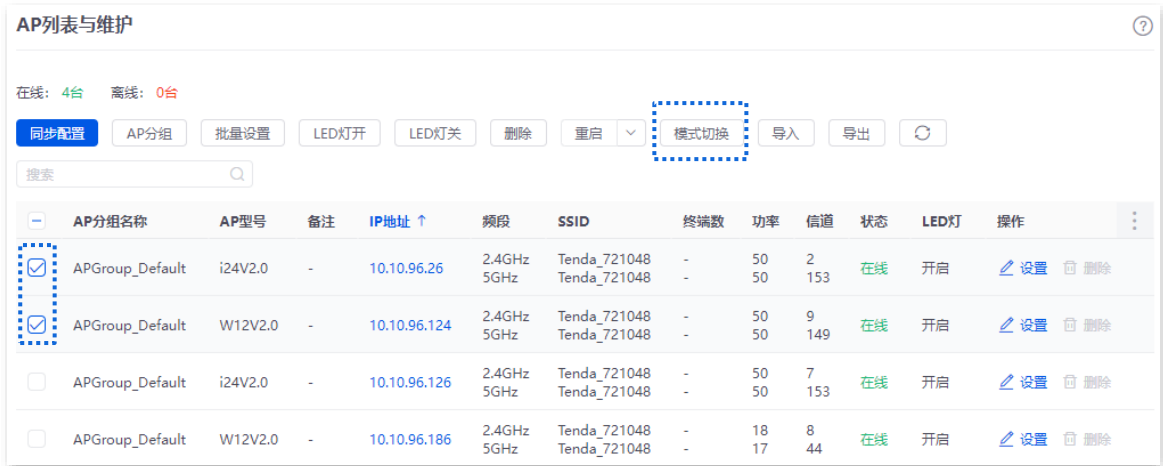 AP列表与维护
在线： 4台 离线： 0台
同步配置 AP分组 批量设置 LED灯开 LED灯关 删除 重启 模式切换 导入 导出
搜索
AP分组名称 AP型号 备注 IP地址 ↑ 频段 SSID 终端数 功率 信道 状态 LED灯 操作
APGroup_Default i24V2.0 - 10.10.96.26 2.4GHz Tenda_721048 - 50 2 在线 开启 设置 删除
5GHz Tenda_721048 - 50 153
APGroup_Default W12V2.0 - 10.10.96.124 2.4GHz Tenda_721048 - 50 9 在线 开启 设置 删除
5GHz Tenda_721048 - 50 149
APGroup_Default i24V2.0 - 10.10.96.126 2.4GHz Tenda_721048 - 50 7 在线 开启 设置 删除
5GHz Tenda_721048 - 50 153
APGroup_Default W12V2.0 - 10.10.96.186 2.4GHz Tenda_721048 - 18 8 在线 开启 设置 删除
5GHz Tenda_721048 - 17 44